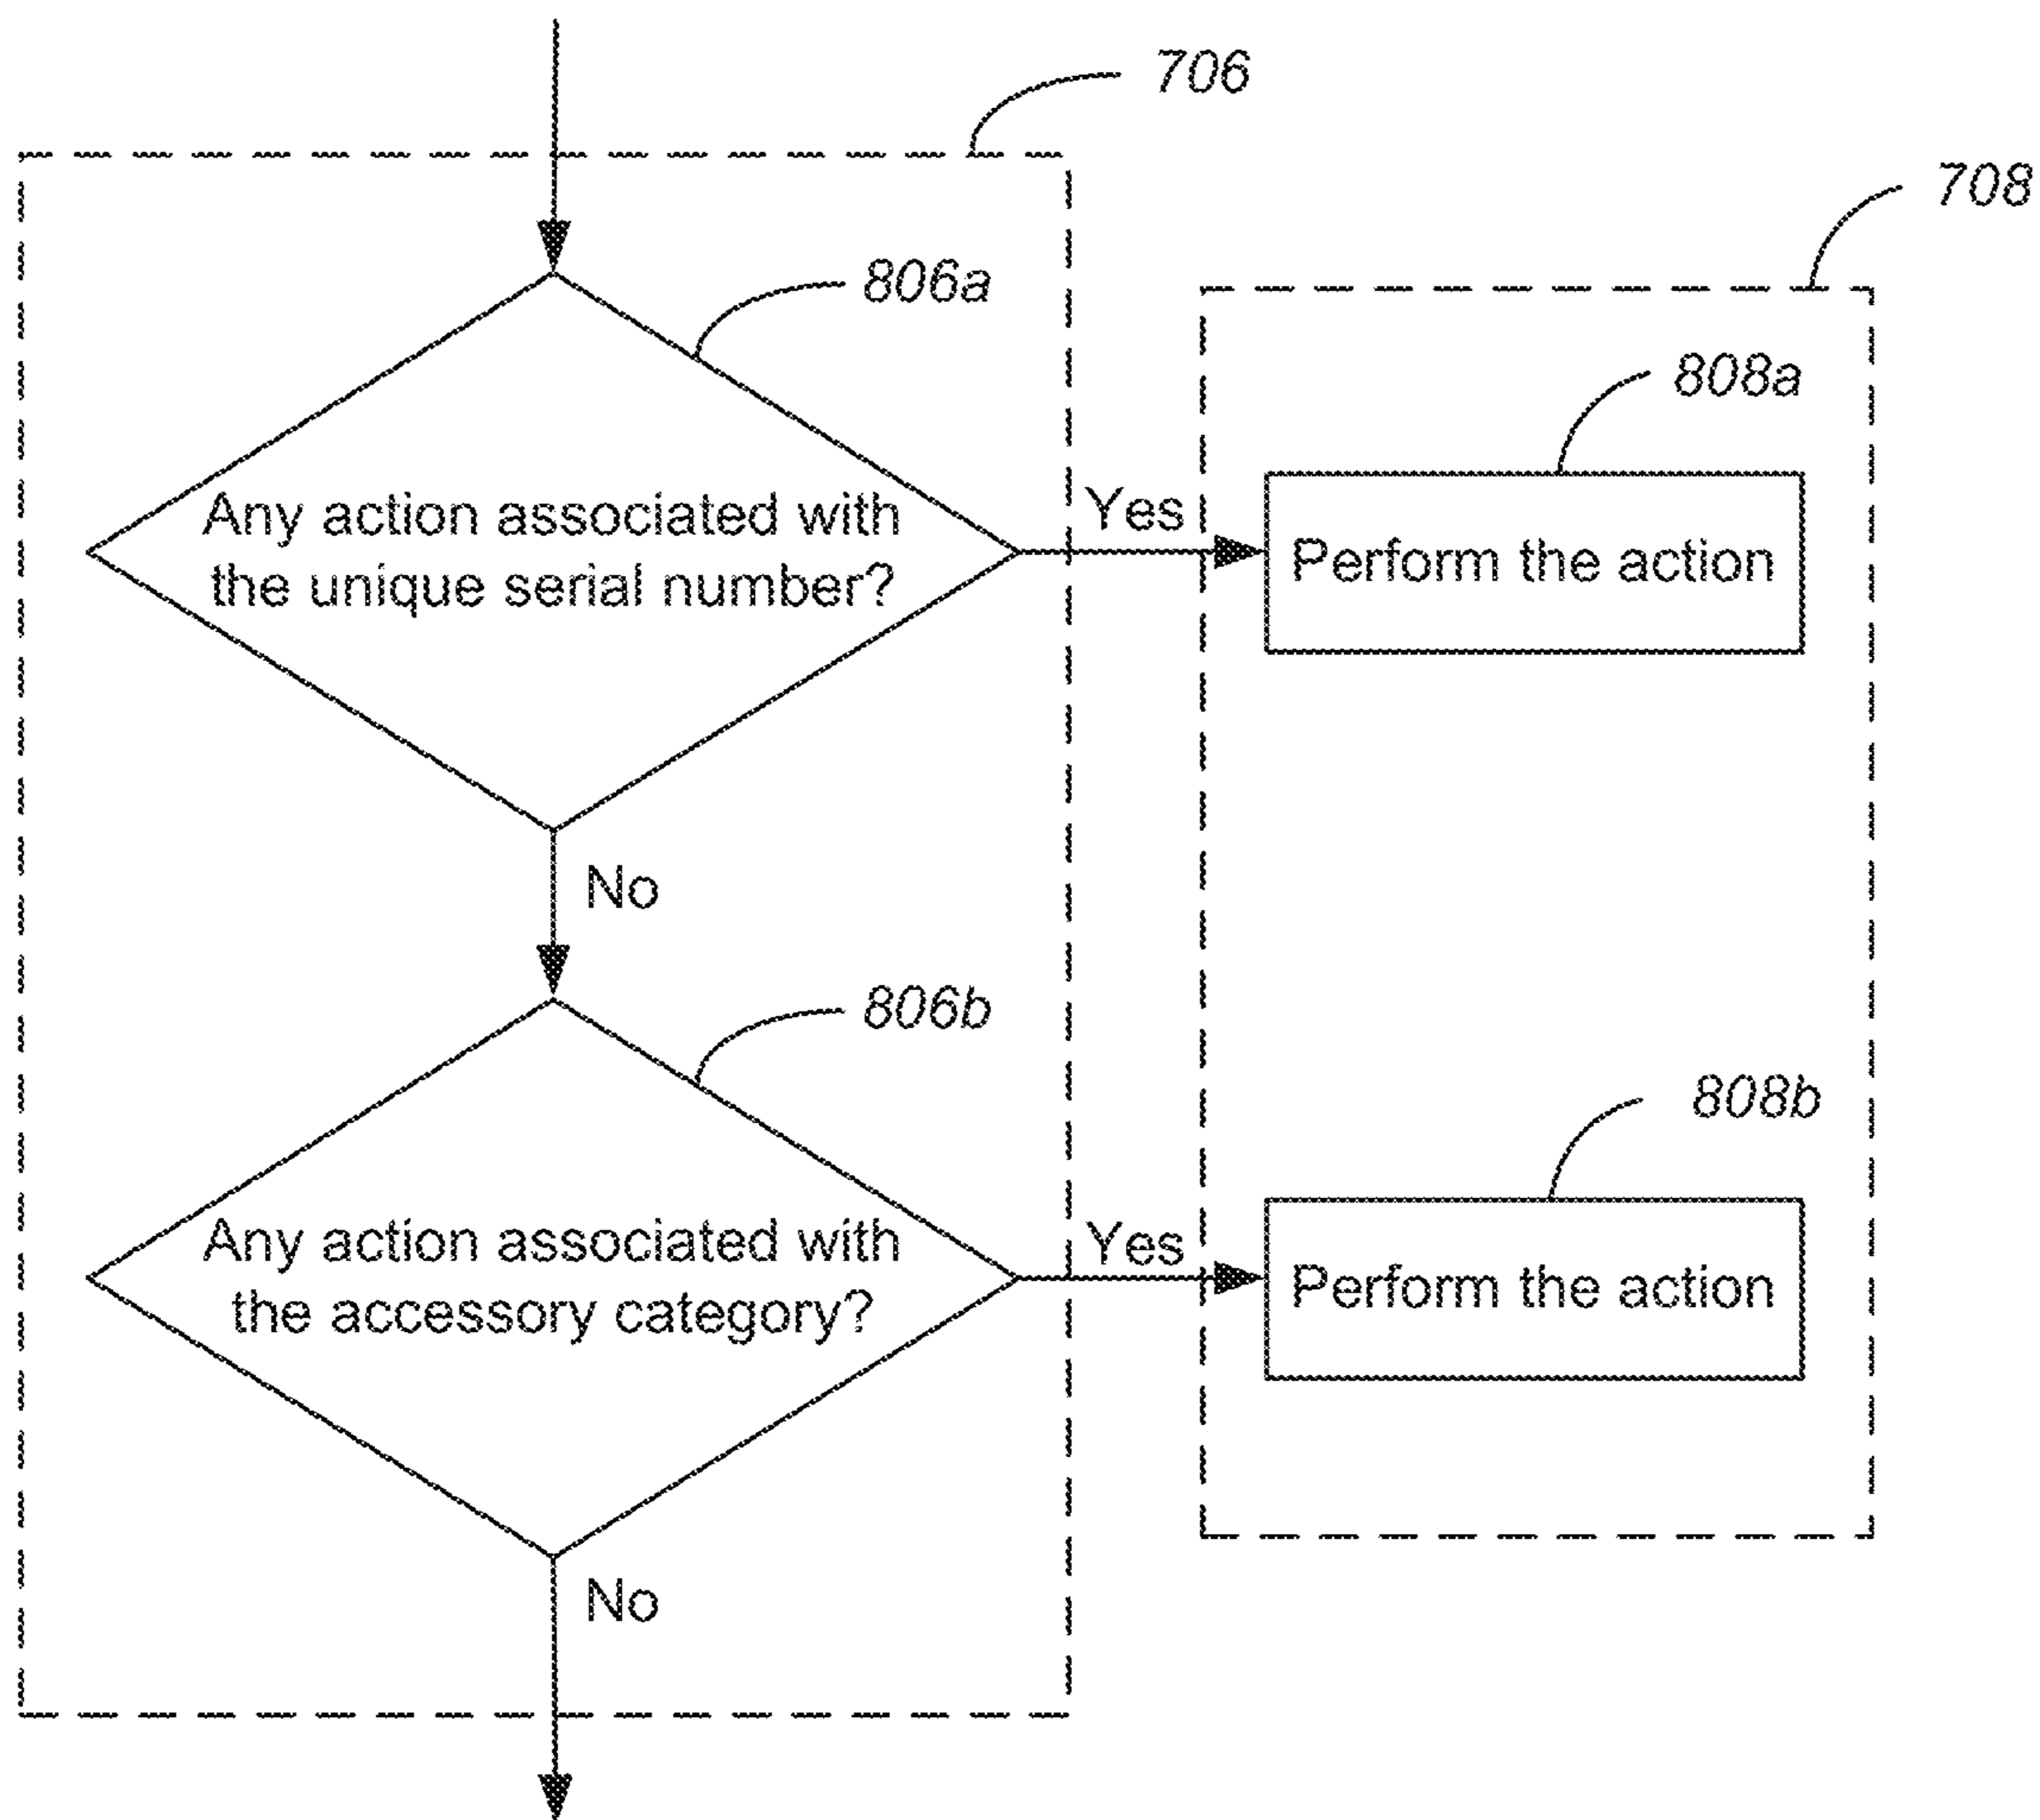 706
708
806a
808a
Any action associated with
the unique serial number?
Yes
Perform the action
No
806b
808b
Any action associated with
the accessory category?
Yes
Perform the action
No